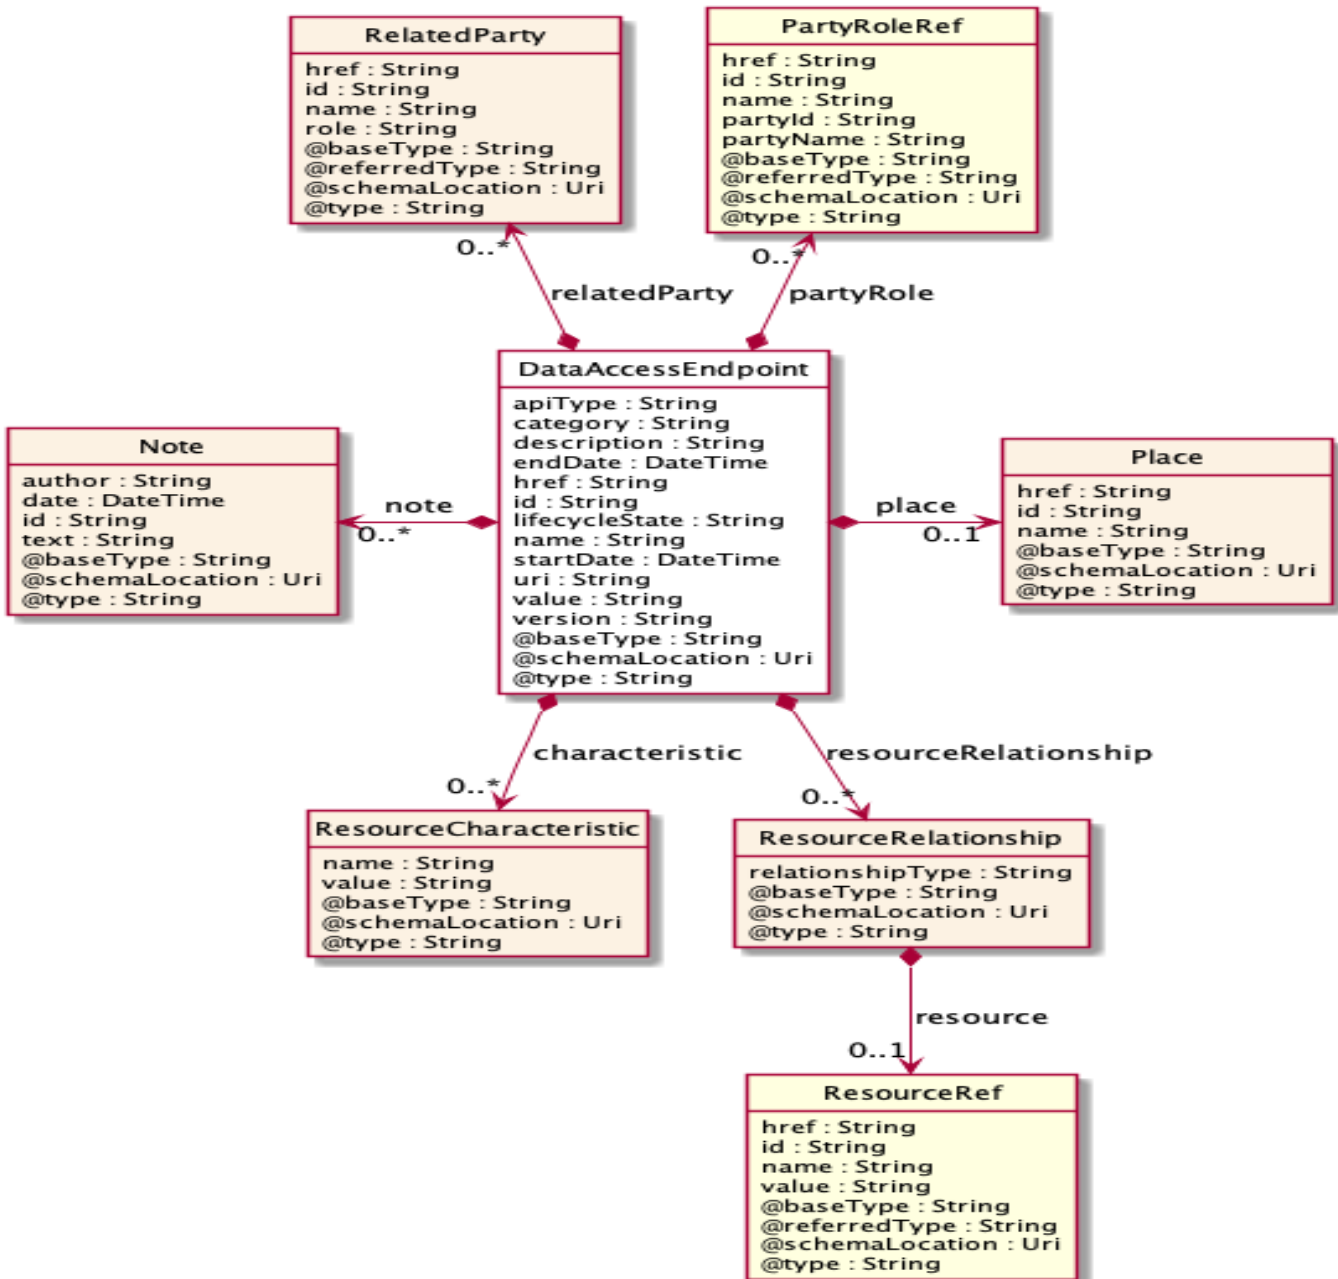 RelatedParty
href : String
id : String
name : String
role : String
@baseType : String
@referredType : String
@schemaLocation : Uri
@type : String
PartyRoleRef
href : String
id : String
name : String
partyId : String
partyName : String
@baseType : String
@referredType : String
@schemaLocation : Uri
@type : String
0..*
relatedParty
0..*
partyRole
DataAccessEndpoint
apiType : String
category : String
description : String
endDate : DateTime
href : String
id : String
lifecycleState : String
name : String
startDate : DateTime
uri : String
value : String
version : String
@baseType : String
@schemaLocation : Uri
@type : String
Note
author : String
date : DateTime
id : String
text : String
@baseType : String
@schemaLocation : Uri
@type : String
note
0..*
place
0..1
Place
href : String
id : String
name : String
@baseType : String
@schemaLocation : Uri
@type : String
characteristic
0..*
resourceRelationship
0..*
ResourceCharacteristic
name : String
value : String
@baseType : String
@schemaLocation : Uri
@type : String
ResourceRelationship
relationshipType : String
@baseType : String
@schemaLocation : Uri
@type : String
resource
0..1
ResourceRef
href : String
id : String
name : String
value : String
@baseType : String
@referredType : String
@schemaLocation : Uri
@type : String